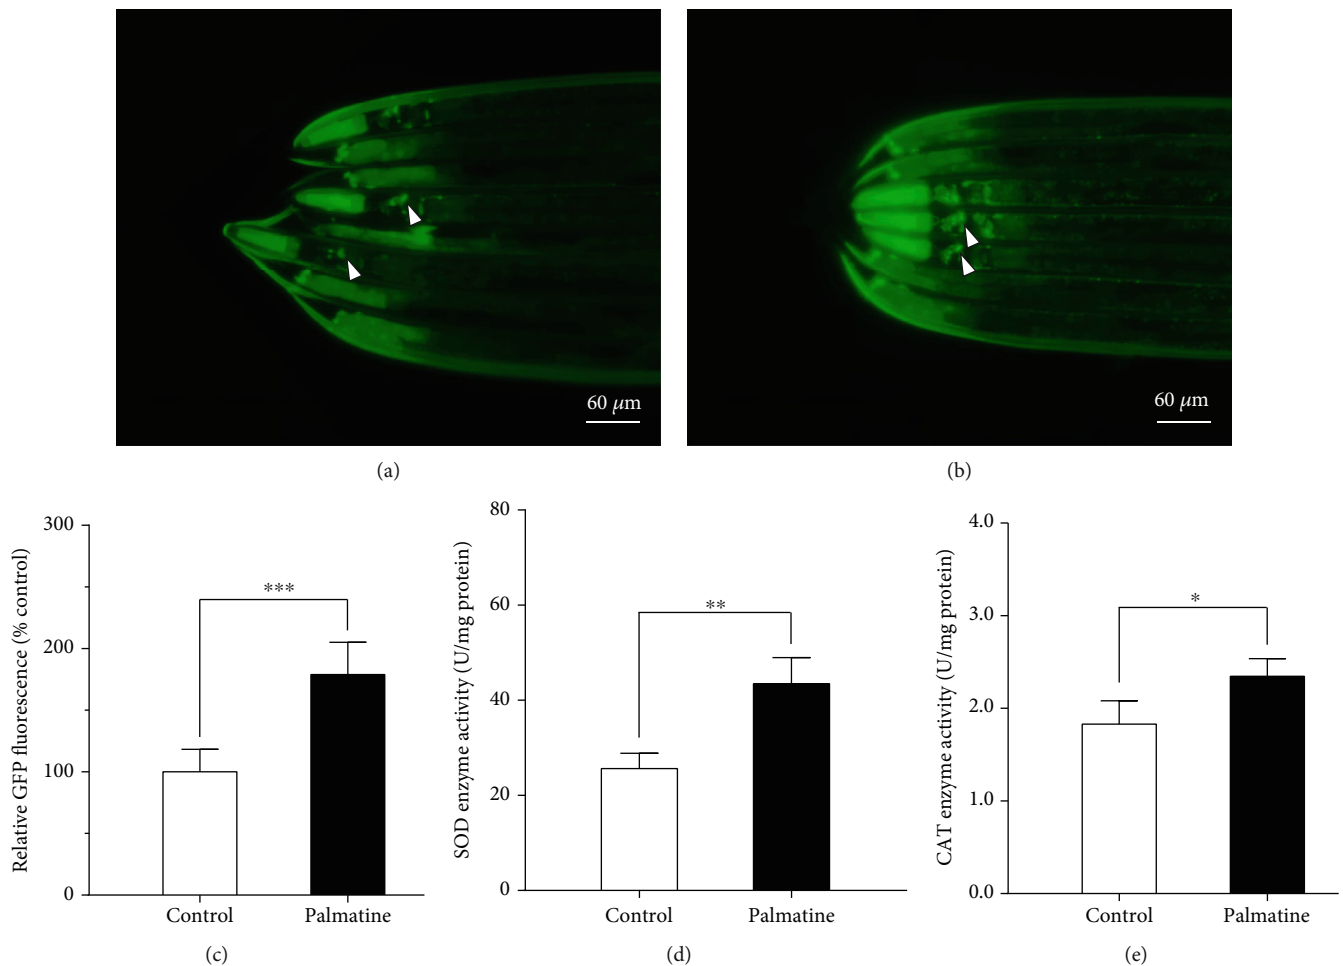 60 μm
60 μm
(a)
(b)
Relative GFP fluorescence (% control)
300
200
100
0
***
Control
Palmatine
(c)
SOD enzyme activity (U/mg protein)
80
60
40
20
0
**
Control
Palmatine
(d)
CAT enzyme activity (U/mg protein)
4.0
3.0
2.0
1.0
0.0
*
Control
Palmatine
(e)